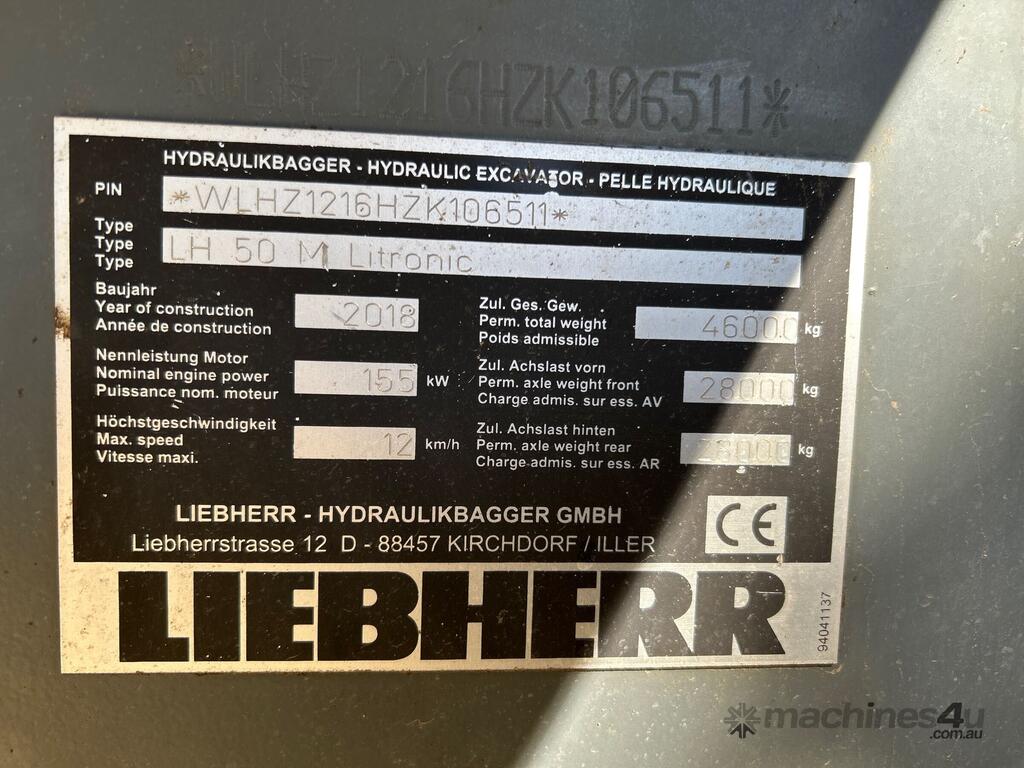 *WLHZ1216HZK106511*
HYDRAULIKBAGGER - HYDRAULIC EXCAVATOR - PELLE HYDRAULIQUE
PIN *WLHZ1216HZK106511*
Type
Type LH 50 M Litronic
Type
Baujahr
Year of construction 2018
Année de construction
Zul. Ges. Gew.
Perm. total weight 46000 kg
Poids admissible
Nennleistung Motor
Nominal engine power 155 kW
Puissance nom. moteur
Zul. Achslast vorn
Perm. axle weight front 28000 kg
Charge admis. sur ess. AV
Höchstgeschwindigkeit
Max. speed 12 km/h
Vitesse maxi.
Zul. Achslast hinten
Perm. axle weight rear 28000 kg
Charge admis. sur ess. AR
LIEBHERR - HYDRAULIKBAGGER GMBH
Liebherrstrasse 12 D - 88457 KIRCHDORF / ILLER
CE
LIEBHERR
94041137
machines4u
.com.au